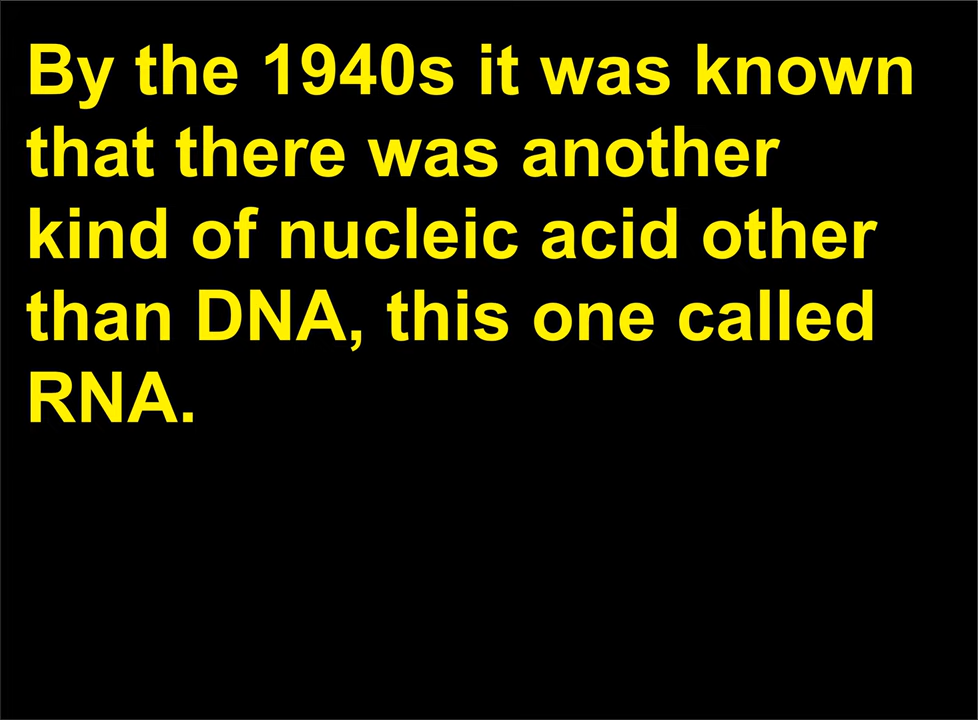 By the 1940s it was known
that there was another
kind of nucleic acid other
than DNA, this one called
RNA.